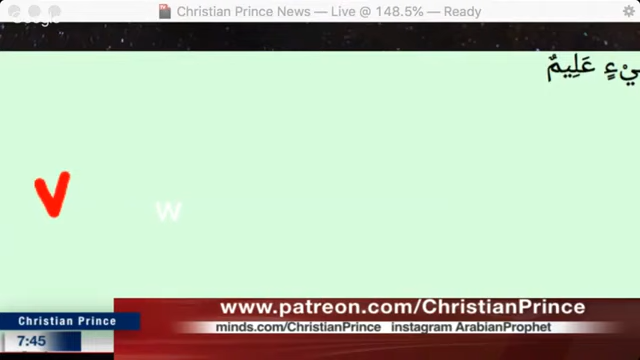 Christian Prince News — Live @ 148.5% — Ready
عَلِيمٌ
V
w
www.patreon.com/ChristianPrince
minds.com/ChristianPrince instagram ArabianProphet
Christian Prince
7:45